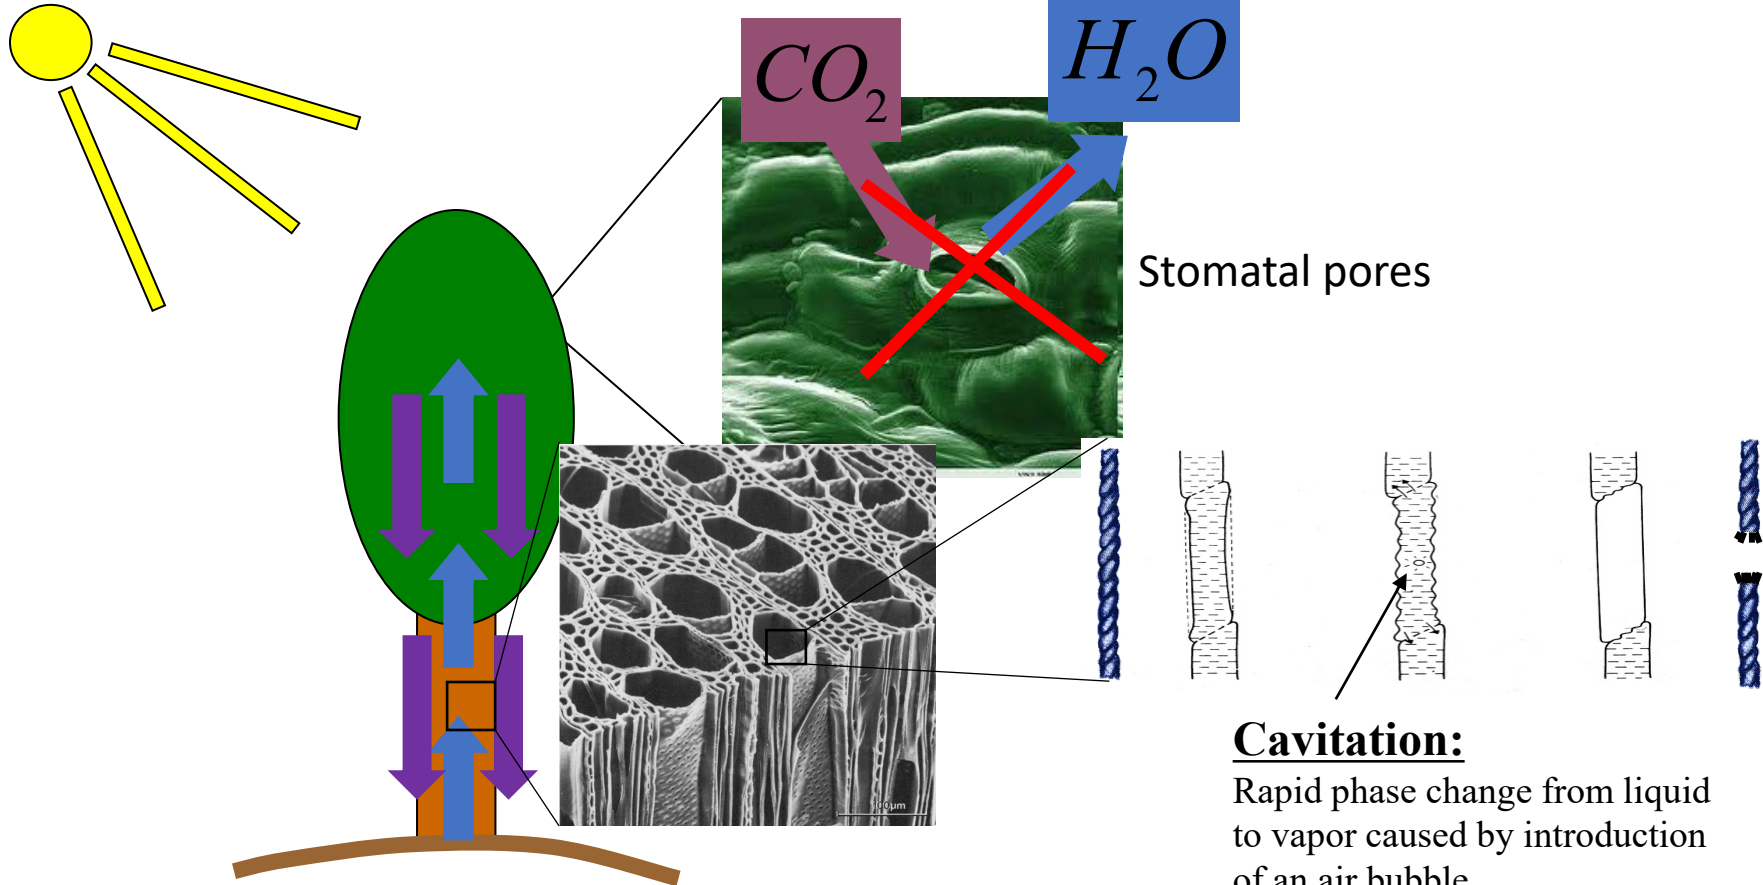 CO₂
H₂O
Stomatal pores
100µm
Cavitation:
Rapid phase change from liquid
to vapor caused by introduction
of an air bubble